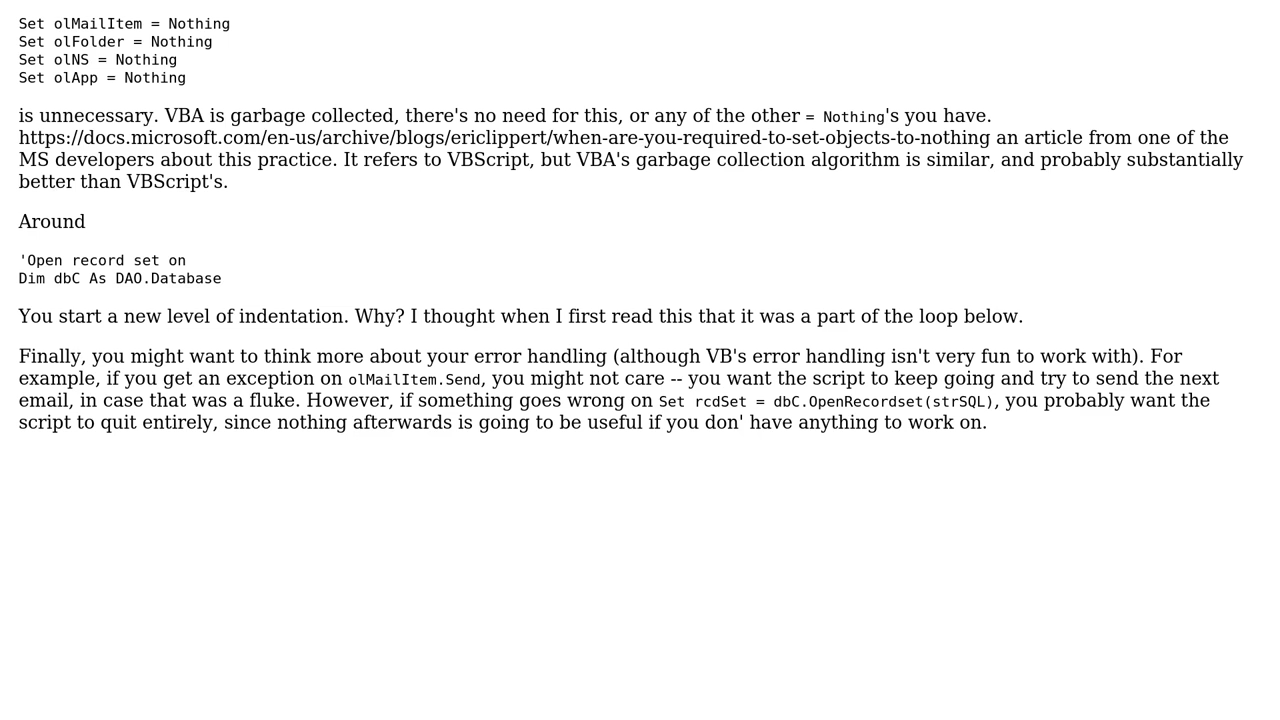 Set olMailItem = Nothing
Set olFolder = Nothing
Set olNS = Nothing
Set olApp = Nothing
is unnecessary. VBA is garbage collected, there's no need for this, or any of the other = Nothing's you have.
https://docs.microsoft.com/en-us/archive/blogs/ericlippert/when-are-you-required-to-set-objects-to-nothing an article from one of the
MS developers about this practice. It refers to VBScript, but VBA's garbage collection algorithm is similar, and probably substantially
better than VBScript's.
Around
'Open record set on
Dim dbC As DAO.Database
You start a new level of indentation. Why? I thought when I first read this that it was a part of the loop below.
Finally, you might want to think more about your error handling (although VB's error handling isn't very fun to work with). For
example, if you get an exception on olMailItem.Send, you might not care -- you want the script to keep going and try to send the next
email, in case that was a fluke. However, if something goes wrong on Set rcdSet = dbC.OpenRecordset(strSQL), you probably want the
script to quit entirely, since nothing afterwards is going to be useful if you don' have anything to work on.